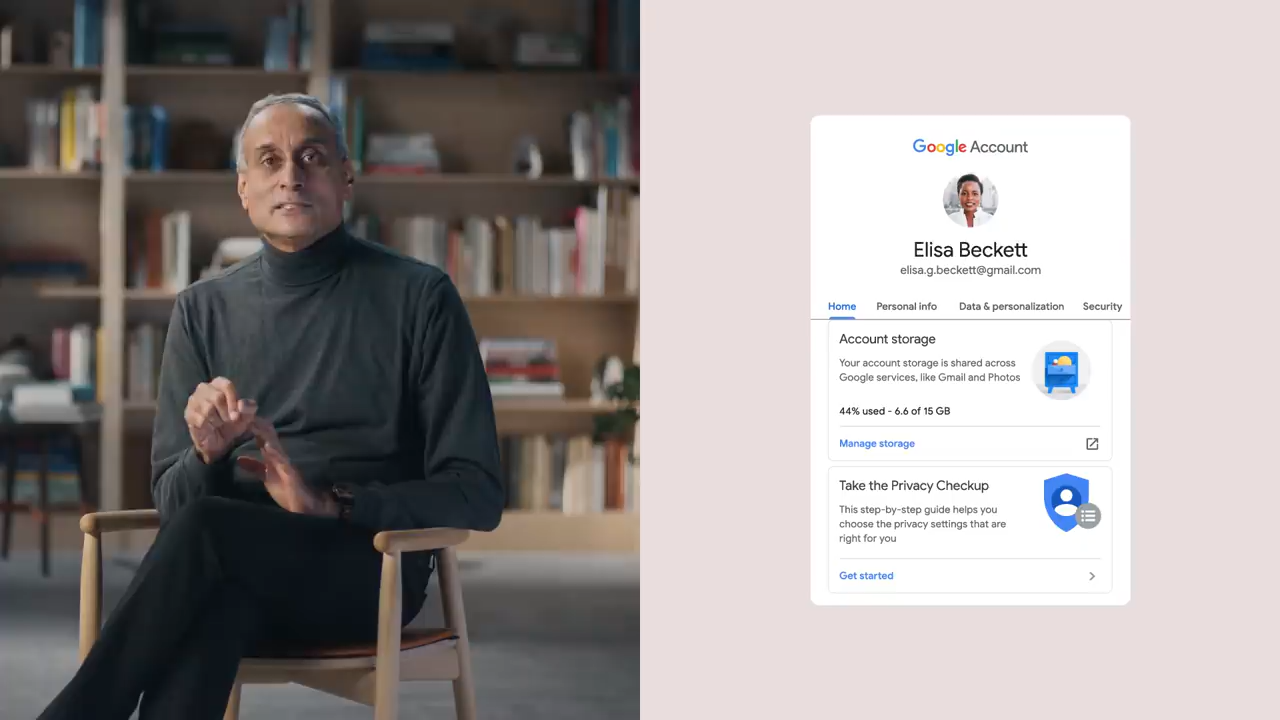 Google Account
Elisa Beckett
elisa.g.beckett@gmail.com
Home Personal info Data & personalization Security
Account storage
Your account storage is shared across
Google services, like Gmail and Photos
44% used - 6.6 of 15 GB
Manage storage
Take the Privacy Checkup
This step-by-step guide helps you
choose the privacy settings that are
right for you
Get started